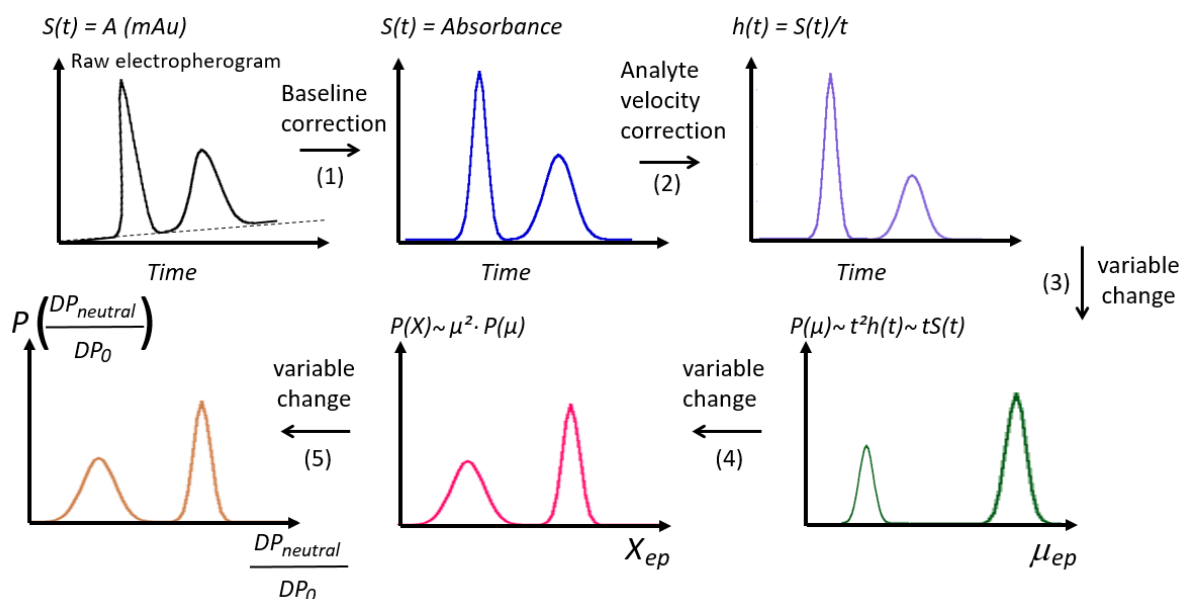 S(t) = A (mAu)
Raw electropherogram
Time
Baseline
correction
(1)
S(t) = Absorbance
Time
Analyte
velocity
correction
(2)
h(t) = S(t)/t
Time
(3)
variable
change
P(μ)~ t²h(t)~ tS(t)
μep
variable
change
(4)
P(X)~ μ²· P(μ)
Xep
variable
change
(5)
P(DPneutral
DP0)
DPneutral
DP0